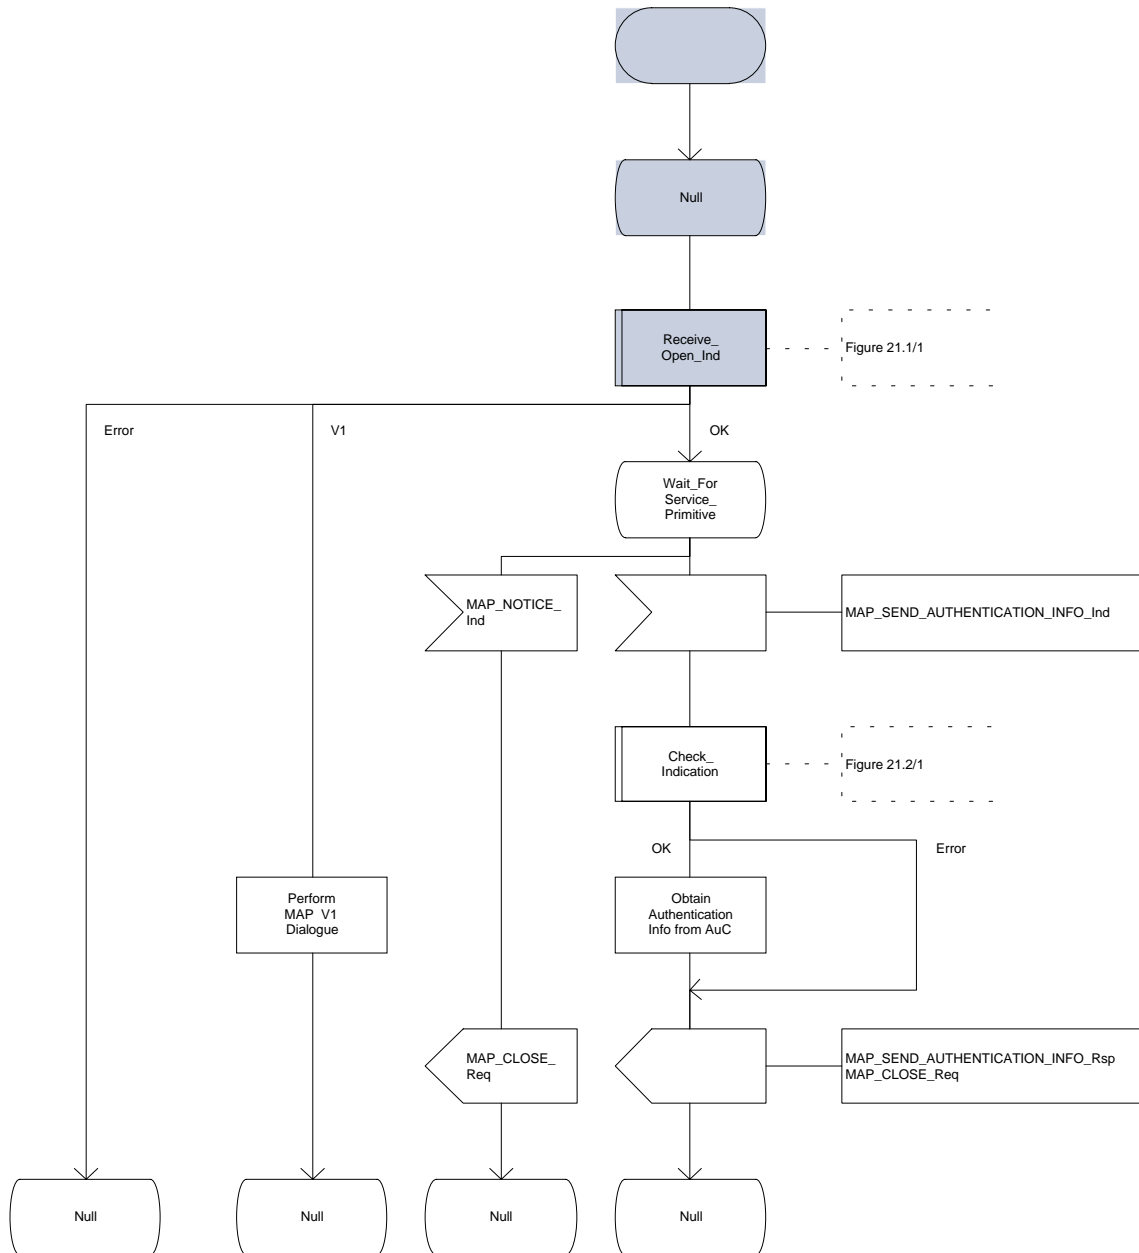 Null
Receive_
Open_Ind
Figure 21.1/1
Error
V1
OK
Wait_For
Service_
Primitive
MAP_NOTICE_
Ind
MAP_SEND_AUTHENTICATION_INFO_Ind
Check_
Indication
Figure 21.2/1
OK
Error
Perform
MAP_V1
Dialogue
Obtain
Authentication
Info from AuC
MAP_CLOSE_
Req
MAP_SEND_AUTHENTICATION_INFO_Rsp
MAP_CLOSE_Req
Null
Null
Null
Null